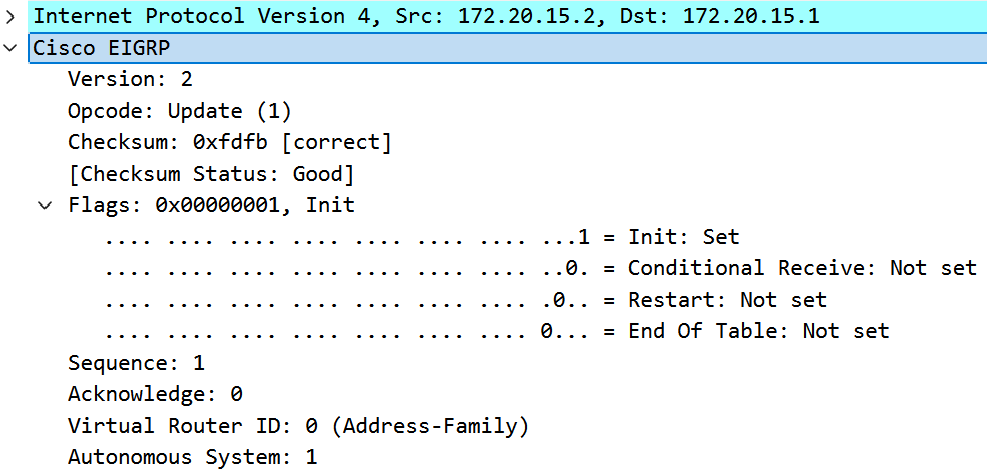 Internet Protocol Version 4, Src: 172.20.15.2, Dst: 172.20.15.1
Cisco EIGRP
Version: 2
Opcode: Update (1)
Checksum: 0xfdfb [correct]
[Checksum Status: Good]
Flags: 0x00000001, Init
.... .... .... .... .... .... .... ...1 = Init: Set
.... .... .... .... .... .... .... ..0. = Conditional Receive: Not set
.... .... .... .... .... .... .... .0.. = Restart: Not set
.... .... .... .... .... .... .... 0... = End Of Table: Not set
Sequence: 1
Acknowledge: 0
Virtual Router ID: 0 (Address-Family)
Autonomous System: 1